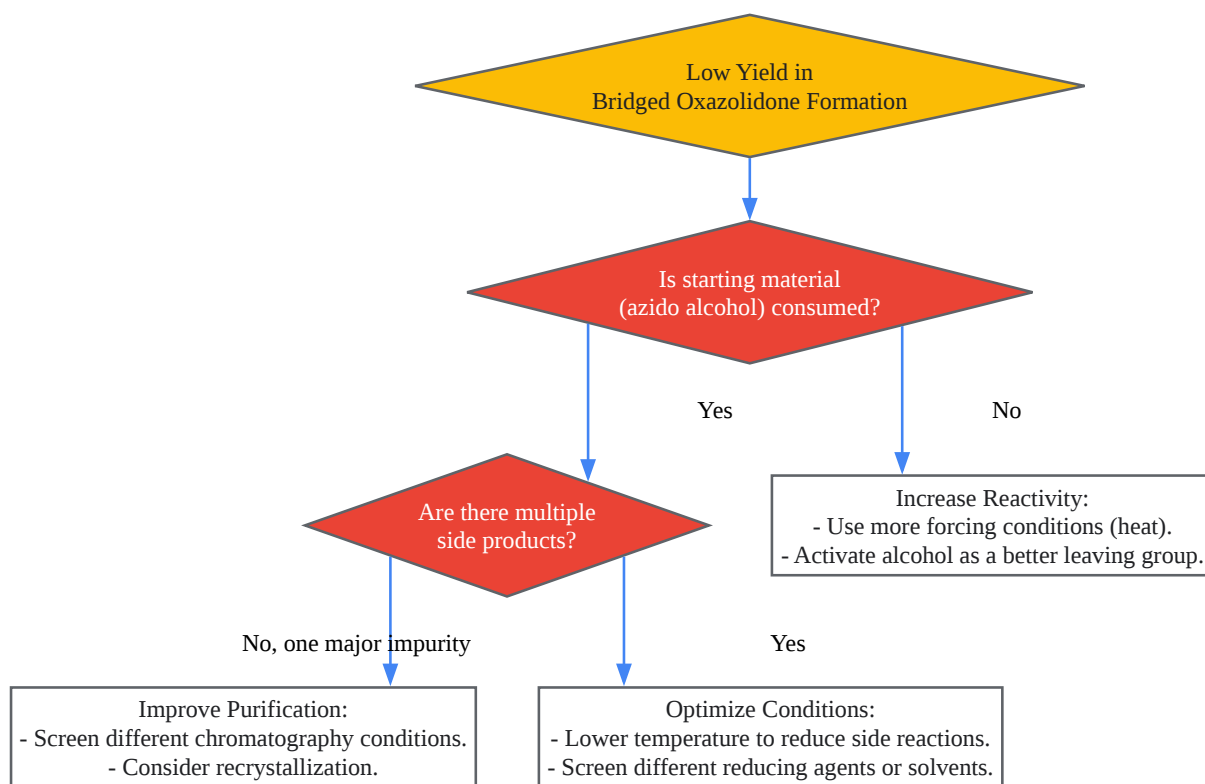 Low Yield in
Bridged Oxazolidone Formation
Is starting material
(azido alcohol) consumed?
Yes
No
Are there multiple
side products?
Increase Reactivity:
- Use more forcing conditions (heat).
- Activate alcohol as a better leaving group.
No, one major impurity
Yes
Improve Purification:
- Screen different chromatography conditions.
- Consider recrystallization.
Optimize Conditions:
- Lower temperature to reduce side reactions.
- Screen different reducing agents or solvents.